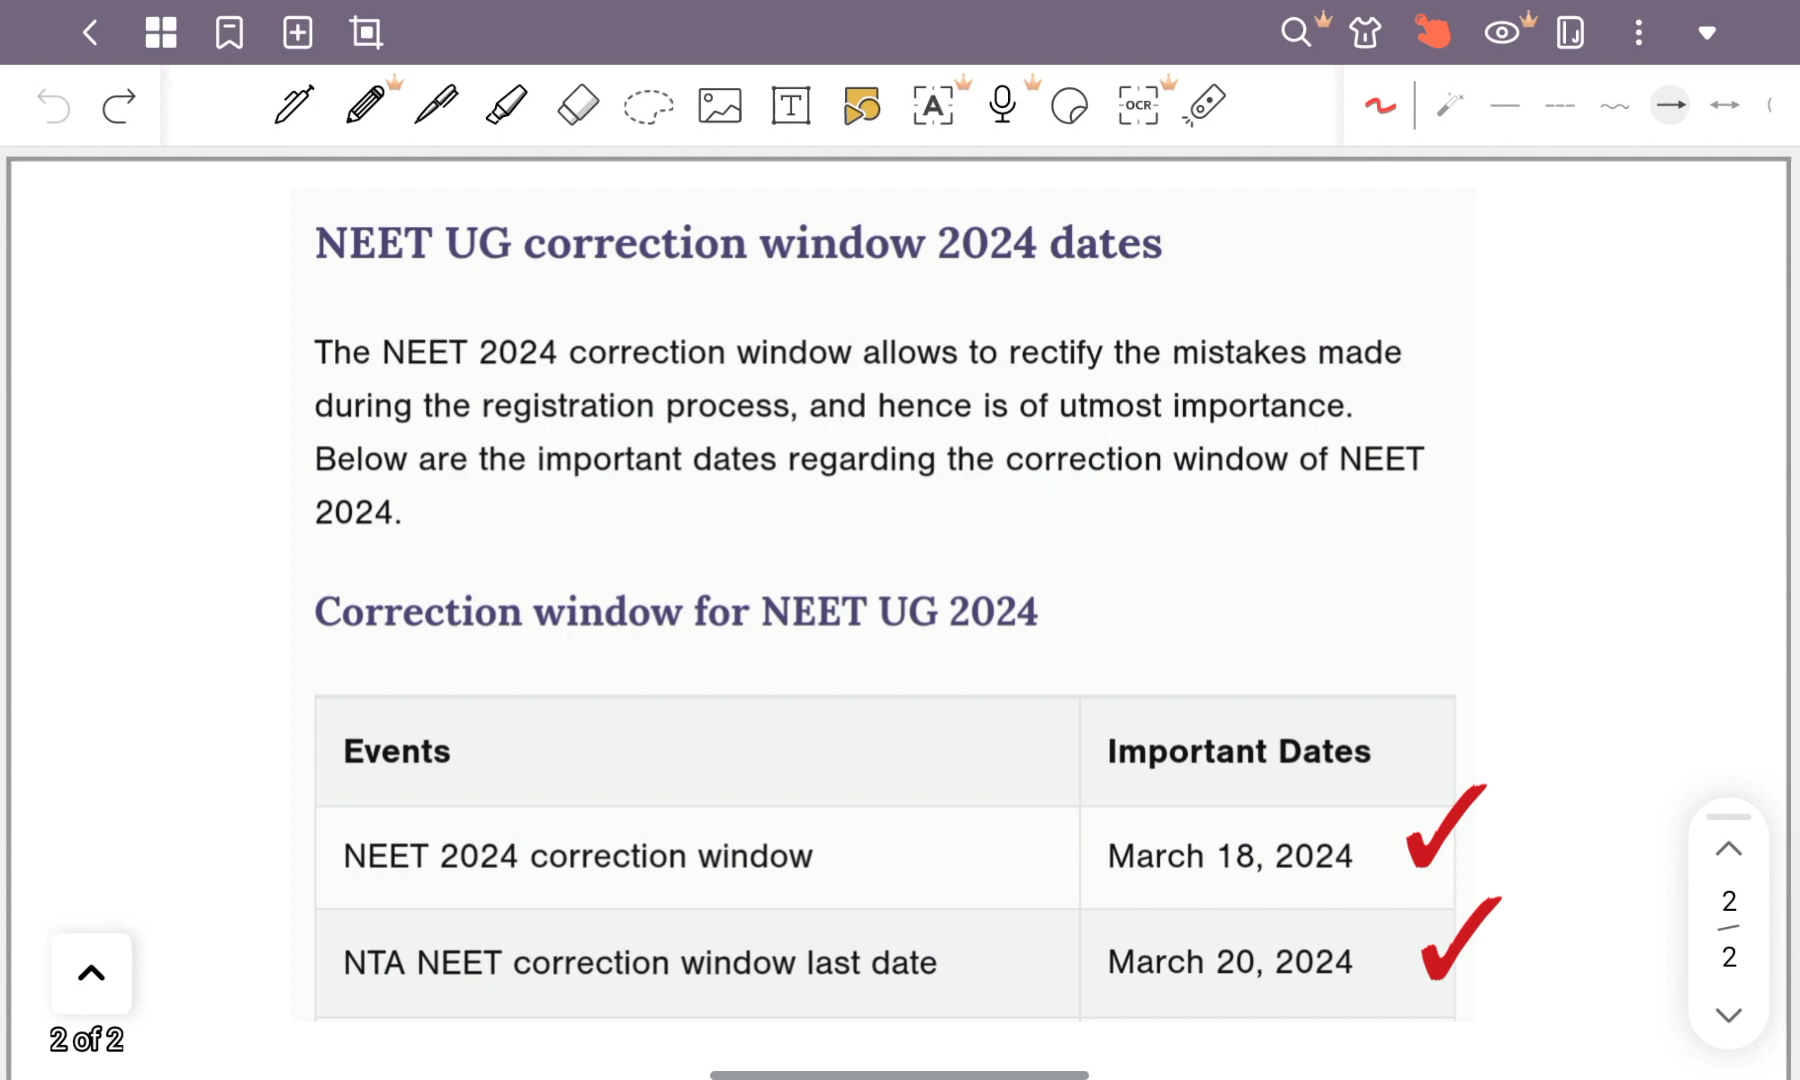 OCR
NEET UG correction window 2024 dates
The NEET 2024 correction window allows to rectify the mistakes made
during the registration process, and hence is of utmost importance.
Below are the important dates regarding the correction window of NEET
2024.
Correction window for NEET UG 2024
Events Important Dates
NEET 2024 correction window March 18, 2024
NTA NEET correction window last date March 20, 2024
2
2
2 of 2